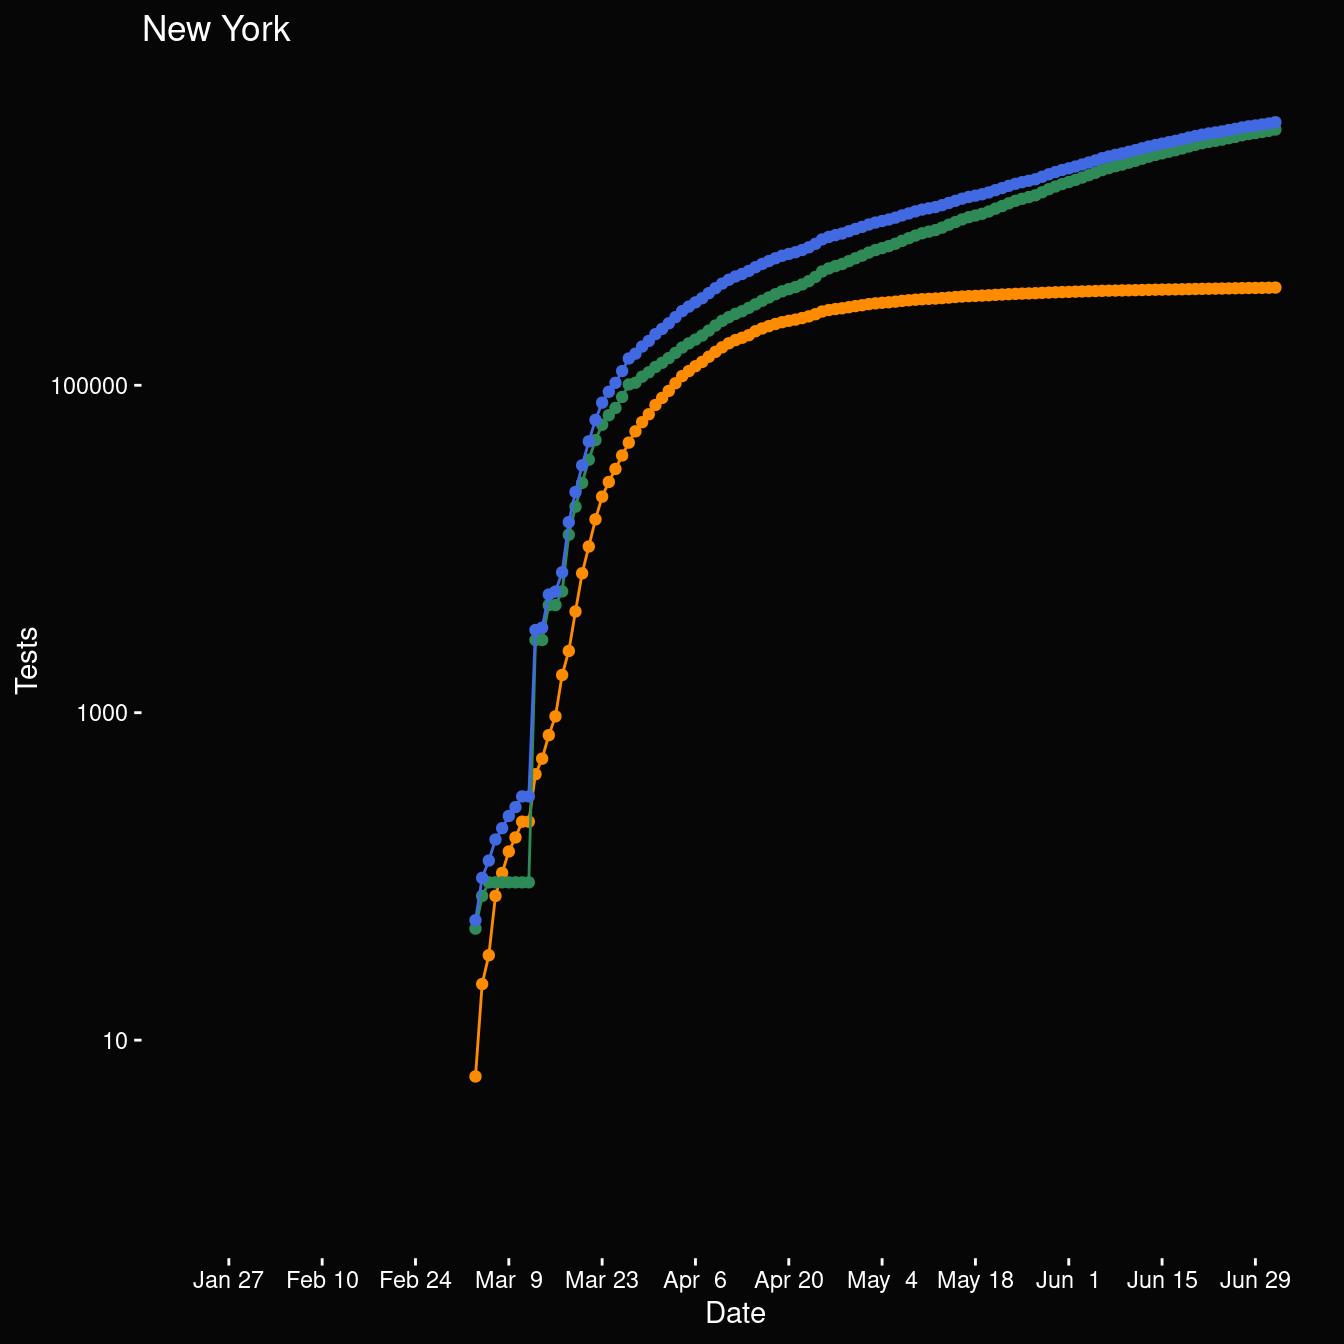 New York
Tests
100000
1000
10
Jan 27
Feb 10
Feb 24
Mar  9
Mar 23
Apr  6
Apr 20
May  4
May 18
Jun  1
Jun 15
Jun 29
Date